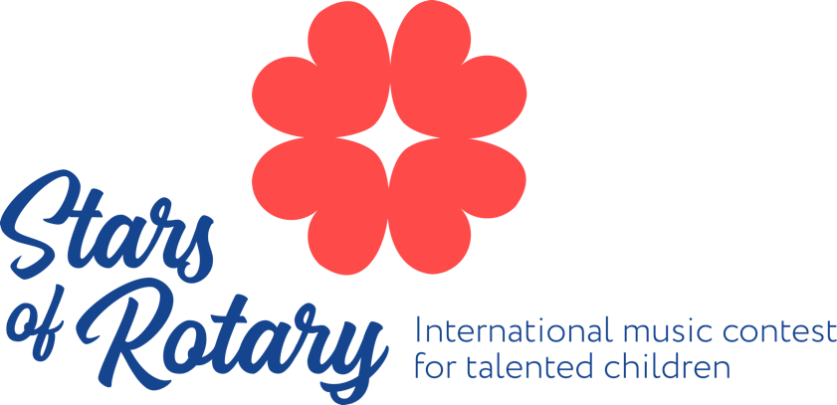 Stars
of Rotary
International music contest
for talented children